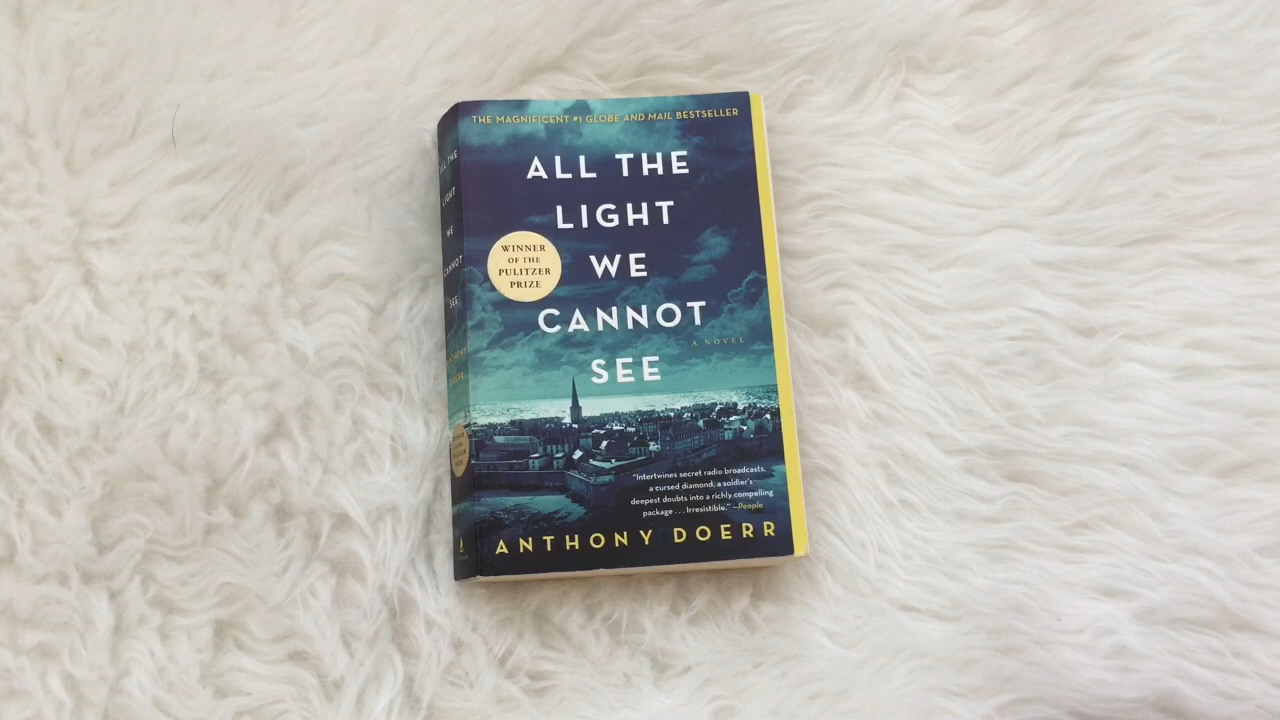 THE MAGNIFICENT #1 GLOBE AND MAIL BESTSELLER
ALL THE
LIGHT
WE
CANNOT
SEE
A NOVEL
WINNER
OF THE
PULITZER
PRIZE
"Intertwines secret radio broadcasts,
a cursed diamond, a soldier's
deepest doubts into a richly compelling
package . . . Irresistible." —People
ANTHONY DOERR
ALL THE
LIGHT
WE
CANNOT
SEE
ANTHONY
DOERR